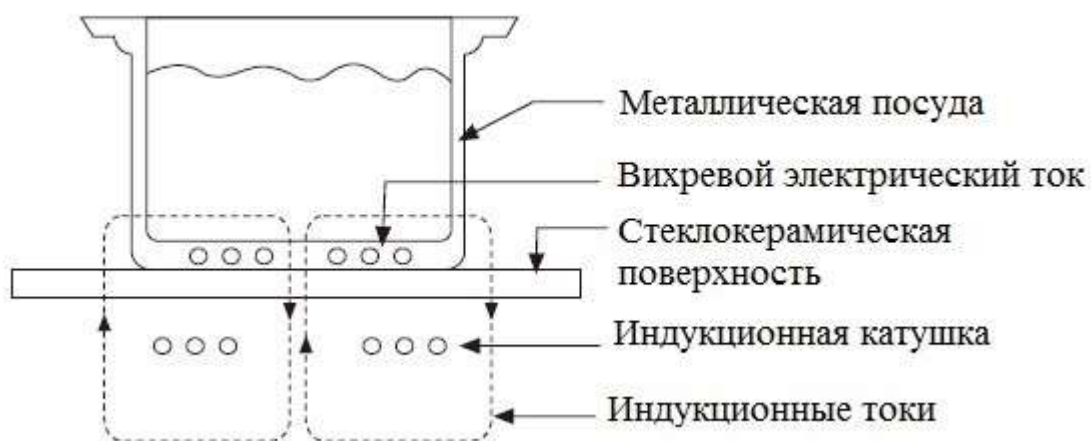 Металлическая посуда
Вихревой электрический ток
Стеклокерамическая
поверхность
Индукционная катушка
Индукционные токи